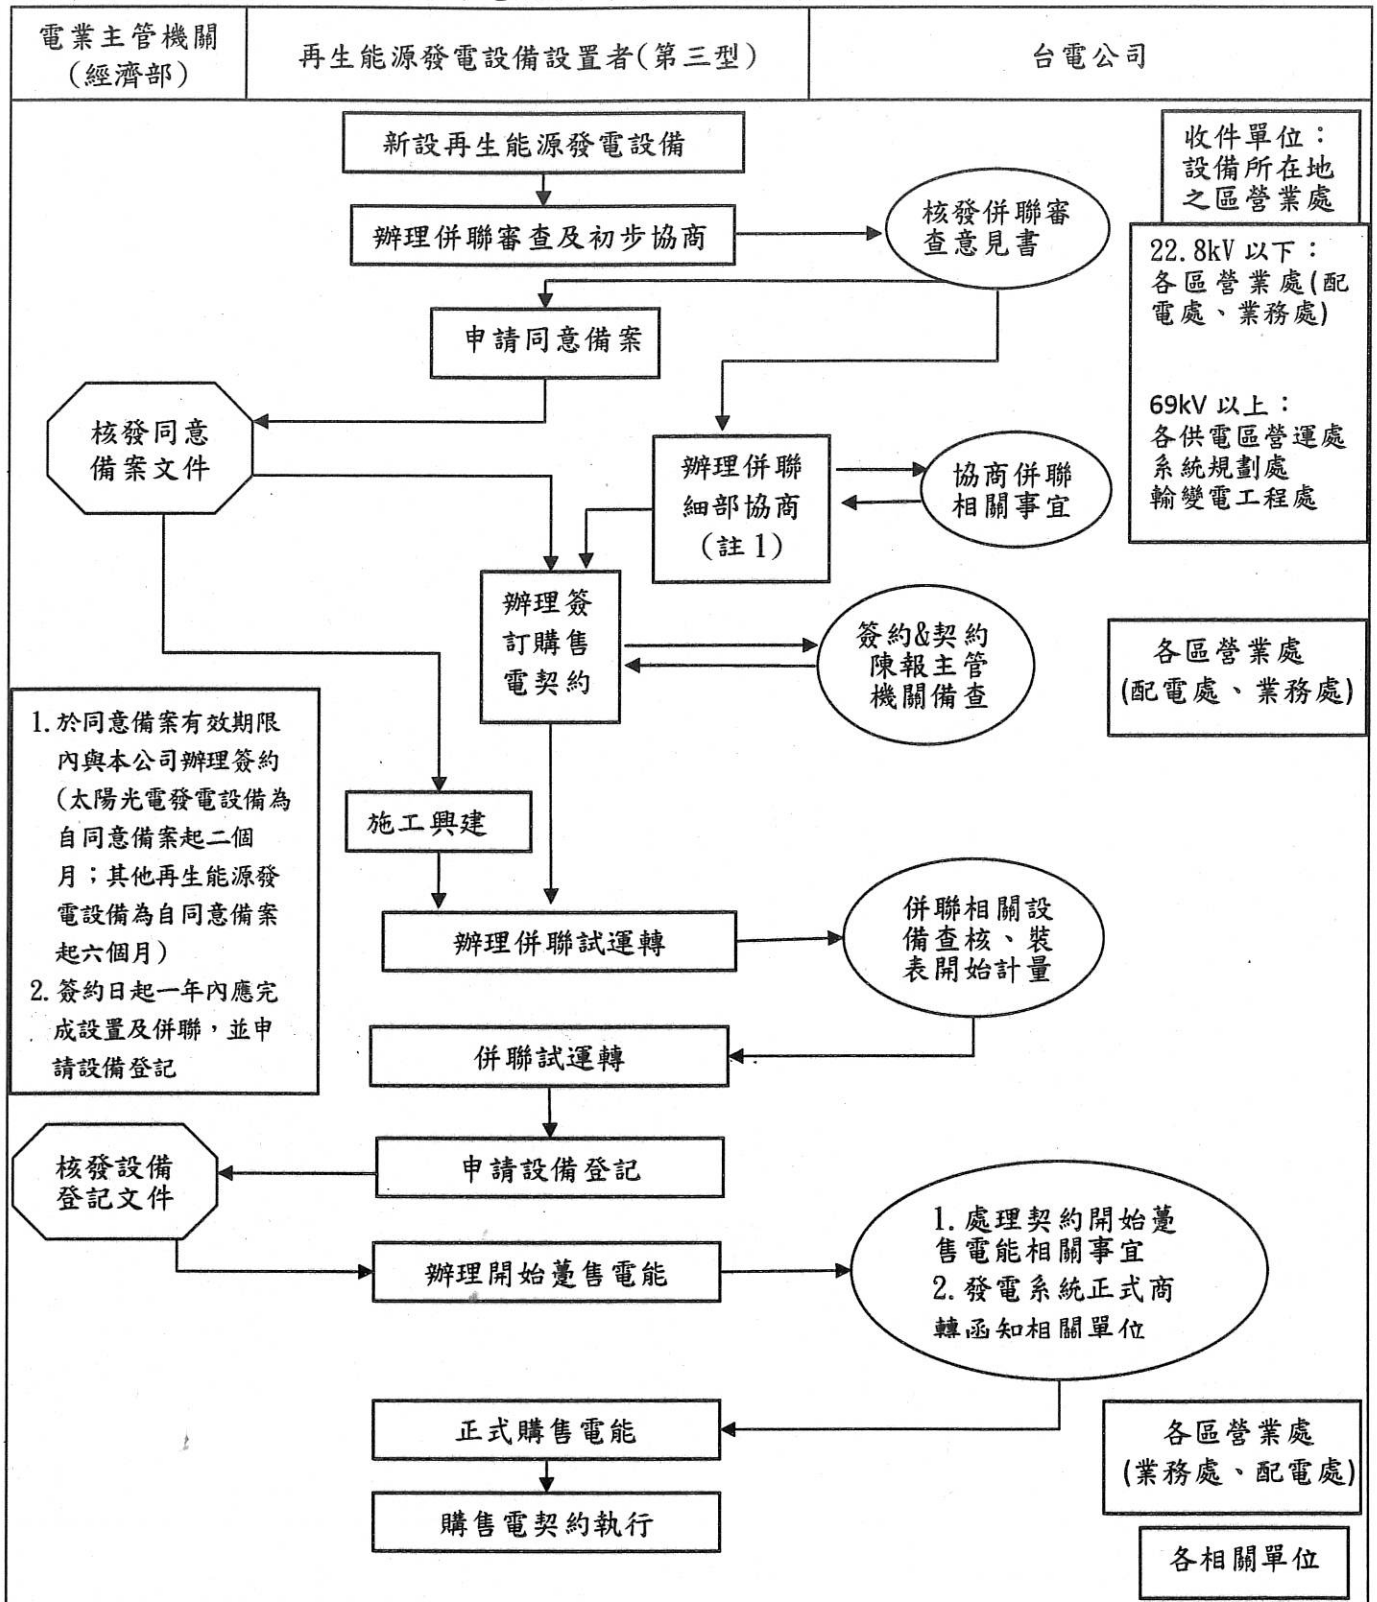 電業主管機關
(經濟部)
再生能源發電設備設置者(第三型)
台電公司
新設再生能源發電設備
收件單位：
設備所在地
之區營業處
辦理併聯審查及初步協商
核發併聯審
查意見書
22.8kV 以下：
各區營業處(配
電處、業務處)
69kV 以上：
各供電區營運處
系統規劃處
輸變電工程處
申請同意備案
核發同意
備案文件
辦理併聯
細部協商
(註 1)
協商併聯
相關事宜
辦理簽
訂購售
電契約
簽約&契約
陳報主管
機關備查
各區營業處
(配電處、業務處)
1. 於同意備案有效期限
內與本公司辦理簽約
(太陽光電發電設備為
自同意備案起二個
月；其他再生能源發
電設備為自同意備案
起六個月)
2. 簽約日起一年內應完
成設置及併聯，並申
請設備登記
施工興建
辦理併聯試運轉
併聯相關設
備查核、裝
表開始計量
併聯試運轉
申請設備登記
核發設備
登記文件
辦理開始躉售電能
1. 處理契約開始躉
售電能相關事宜
2. 發電系統正式商
轉函知相關單位
正式購售電能
各區營業處
(業務處、配電處)
購售電契約執行
各相關單位